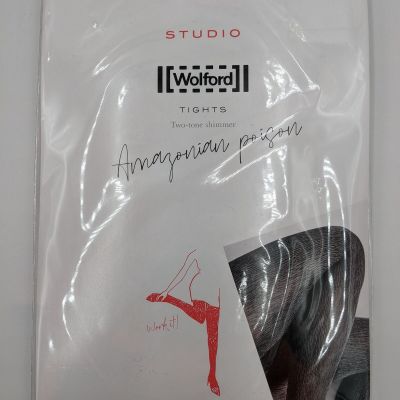 STUDIO
Wolford
TIGHTS
Two-tone shimmer
Amazonian poison
Work it!